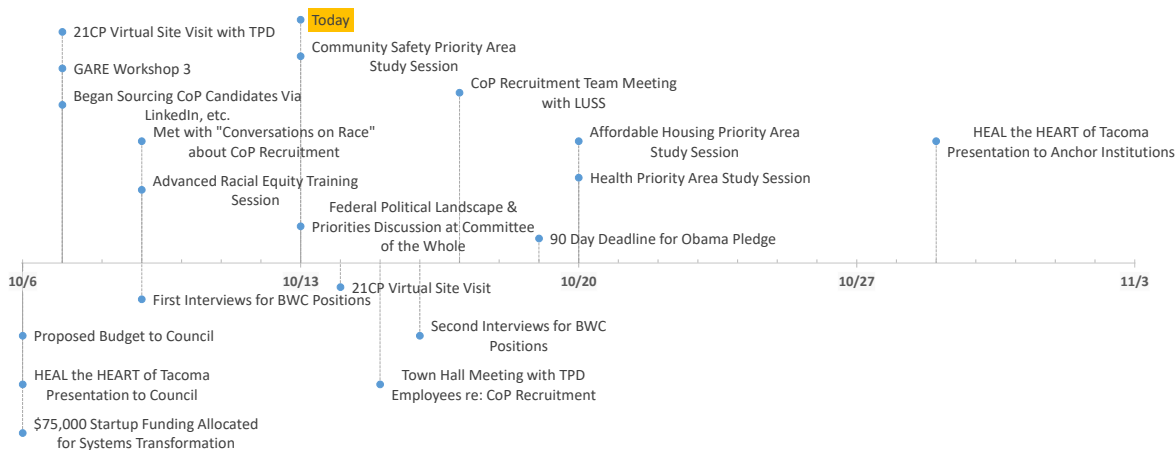 Today
21CP Virtual Site Visit with TPD
Community Safety Priority Area
Study Session
GARE Workshop 3
CoP Recruitment Team Meeting
with LUSS
Began Sourcing CoP Candidates Via
LinkedIn, etc.
Met with "Conversations on Race"
about CoP Recruitment
Affordable Housing Priority Area
Study Session
HEAL the HEART of Tacoma
Presentation to Anchor Institutions
Advanced Racial Equity Training
Session
Health Priority Area Study Session
Federal Political Landscape &
Priorities Discussion at Committee
of the Whole
90 Day Deadline for Obama Pledge
10/6
10/13
10/20
10/27
11/3
21CP Virtual Site Visit
First Interviews for BWC Positions
Proposed Budget to Council
Second Interviews for BWC
Positions
HEAL the HEART of Tacoma
Presentation to Council
Town Hall Meeting with TPD
Employees re: CoP Recruitment
$75,000 Startup Funding Allocated
for Systems Transformation